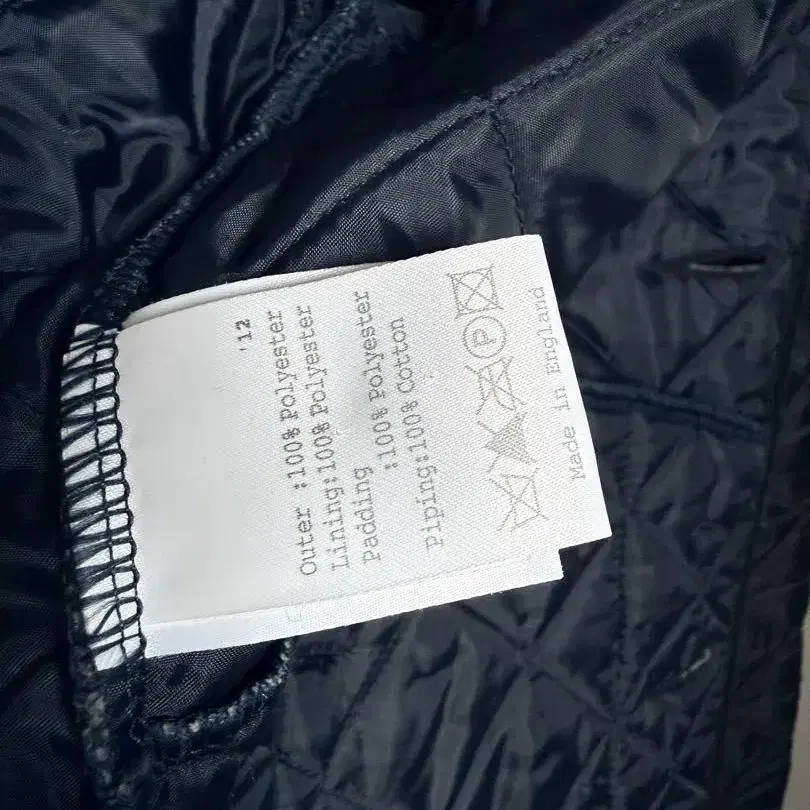 '12
Outer :100% Polyester
Lining:100% Polyester
Padding
:100% Polyester
Piping:100% Cotton
P
Made in England